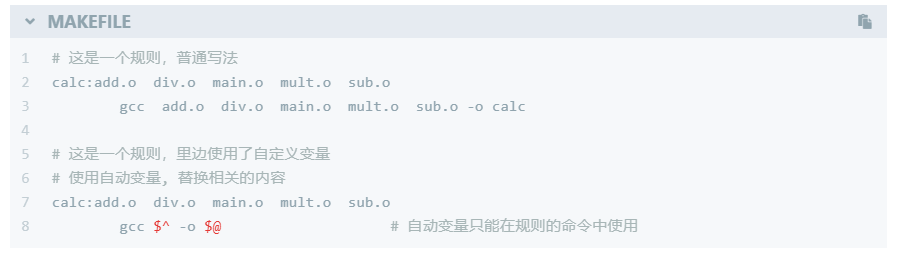 MAKEFILE
1 # 这是一个规则，普通写法
2 calc:add.o  div.o  main.o  mult.o  sub.o
3         gcc  add.o  div.o  main.o  mult.o  sub.o -o calc
4
5 # 这是一个规则，里边使用了自定义变量
6 # 使用自动变量, 替换相关的内容
7 calc:add.o  div.o  main.o  mult.o  sub.o
8         gcc $^ -o $@                    # 自动变量只能在规则的命令中使用